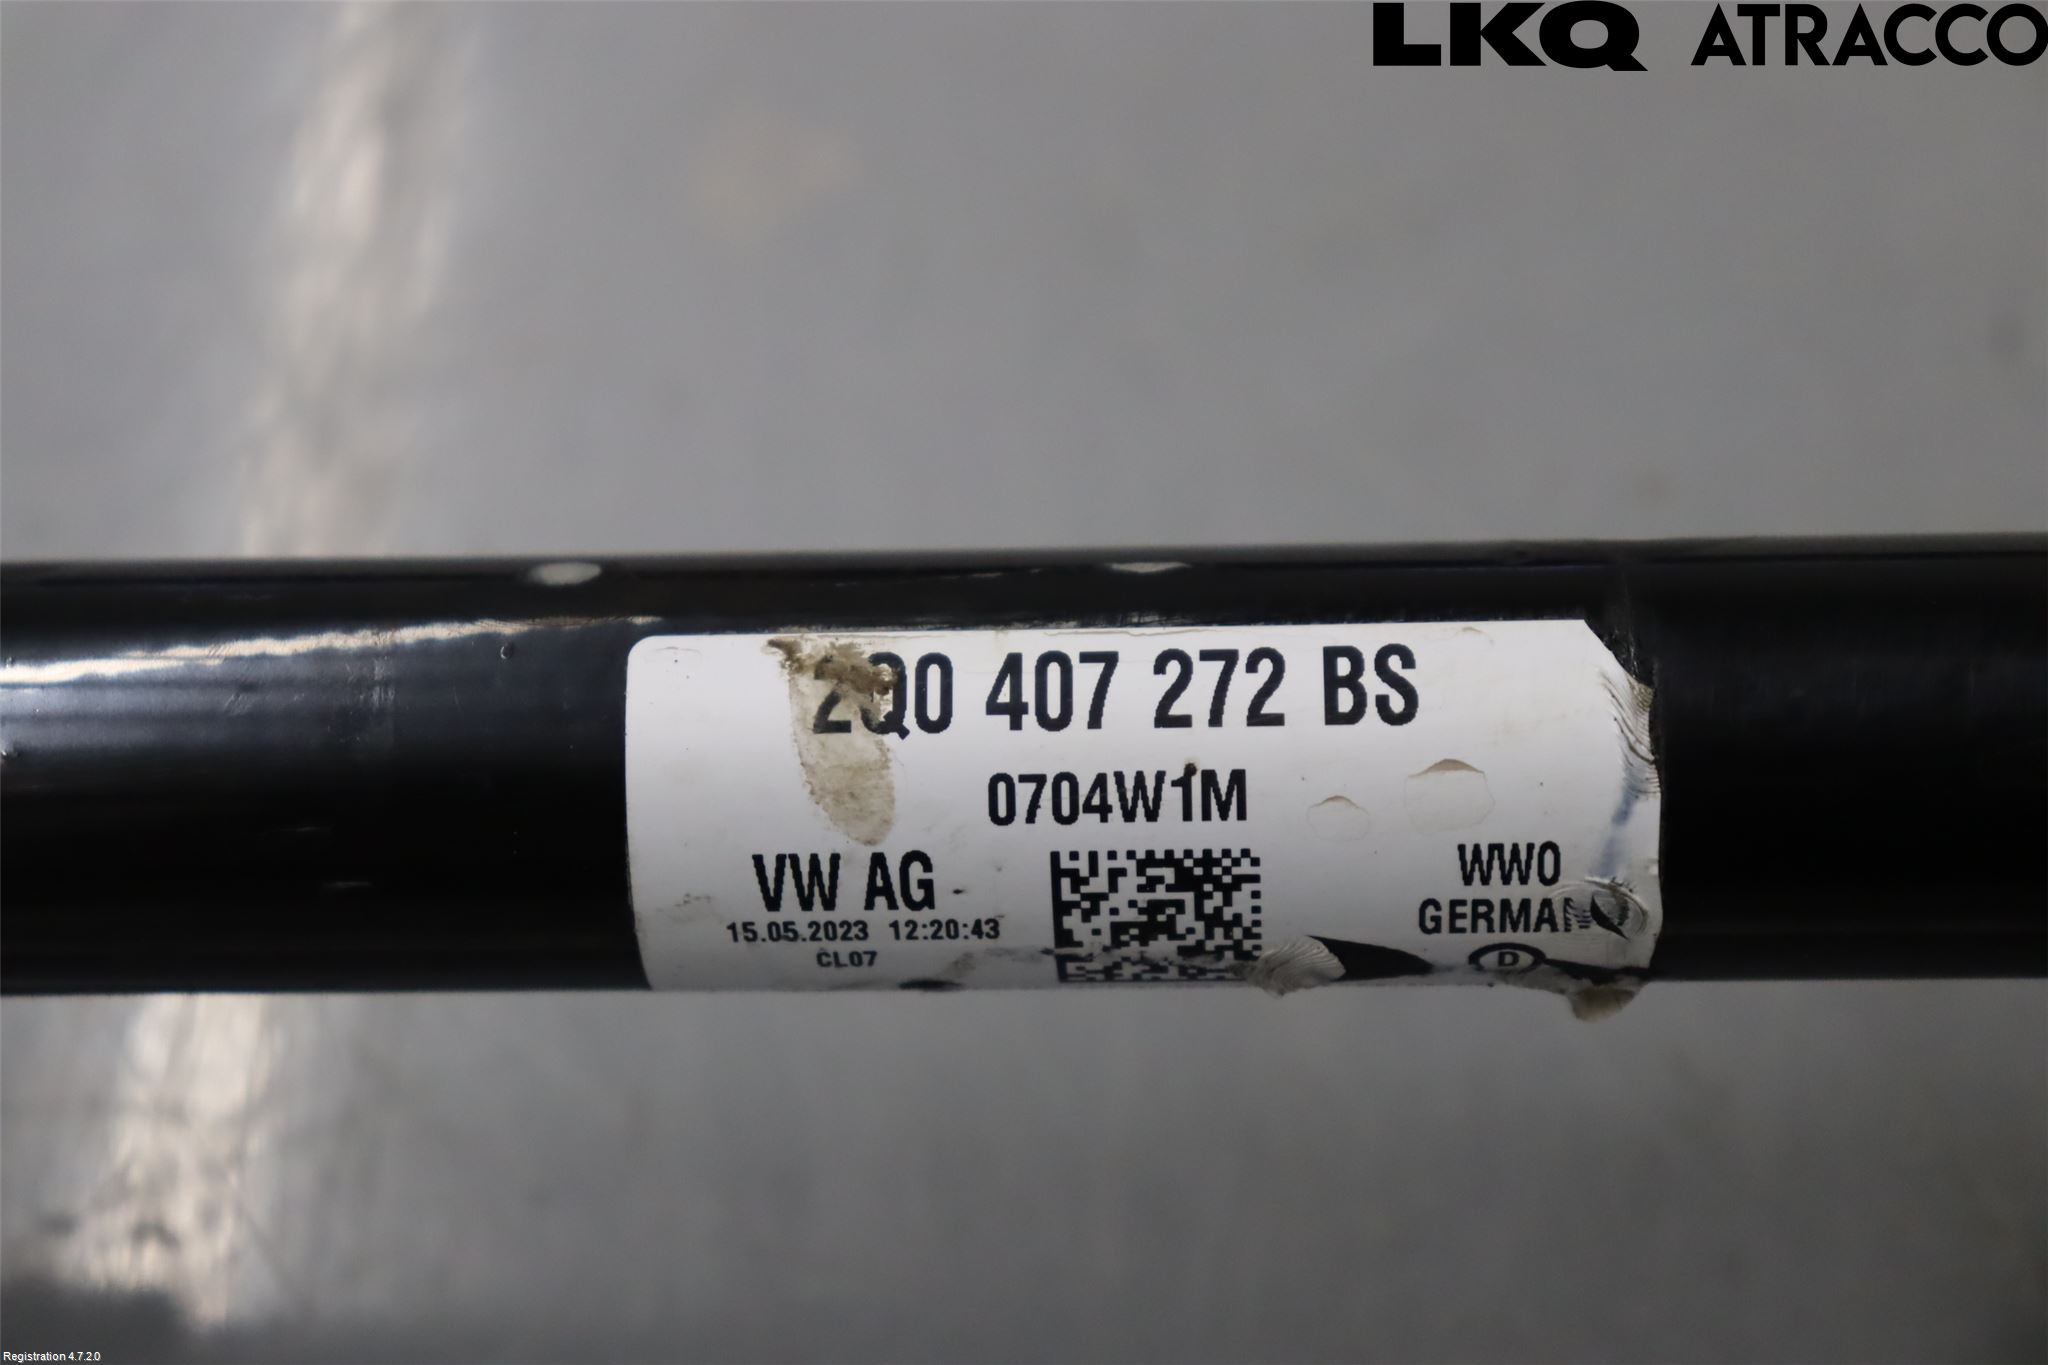 LKQ ATRACCO
2Q0 407 272 BS
0704W1M
VW AG
15.05.2023 12:20:43
CL07
WW0
GERMAN
D
Registration 4.7.2.0